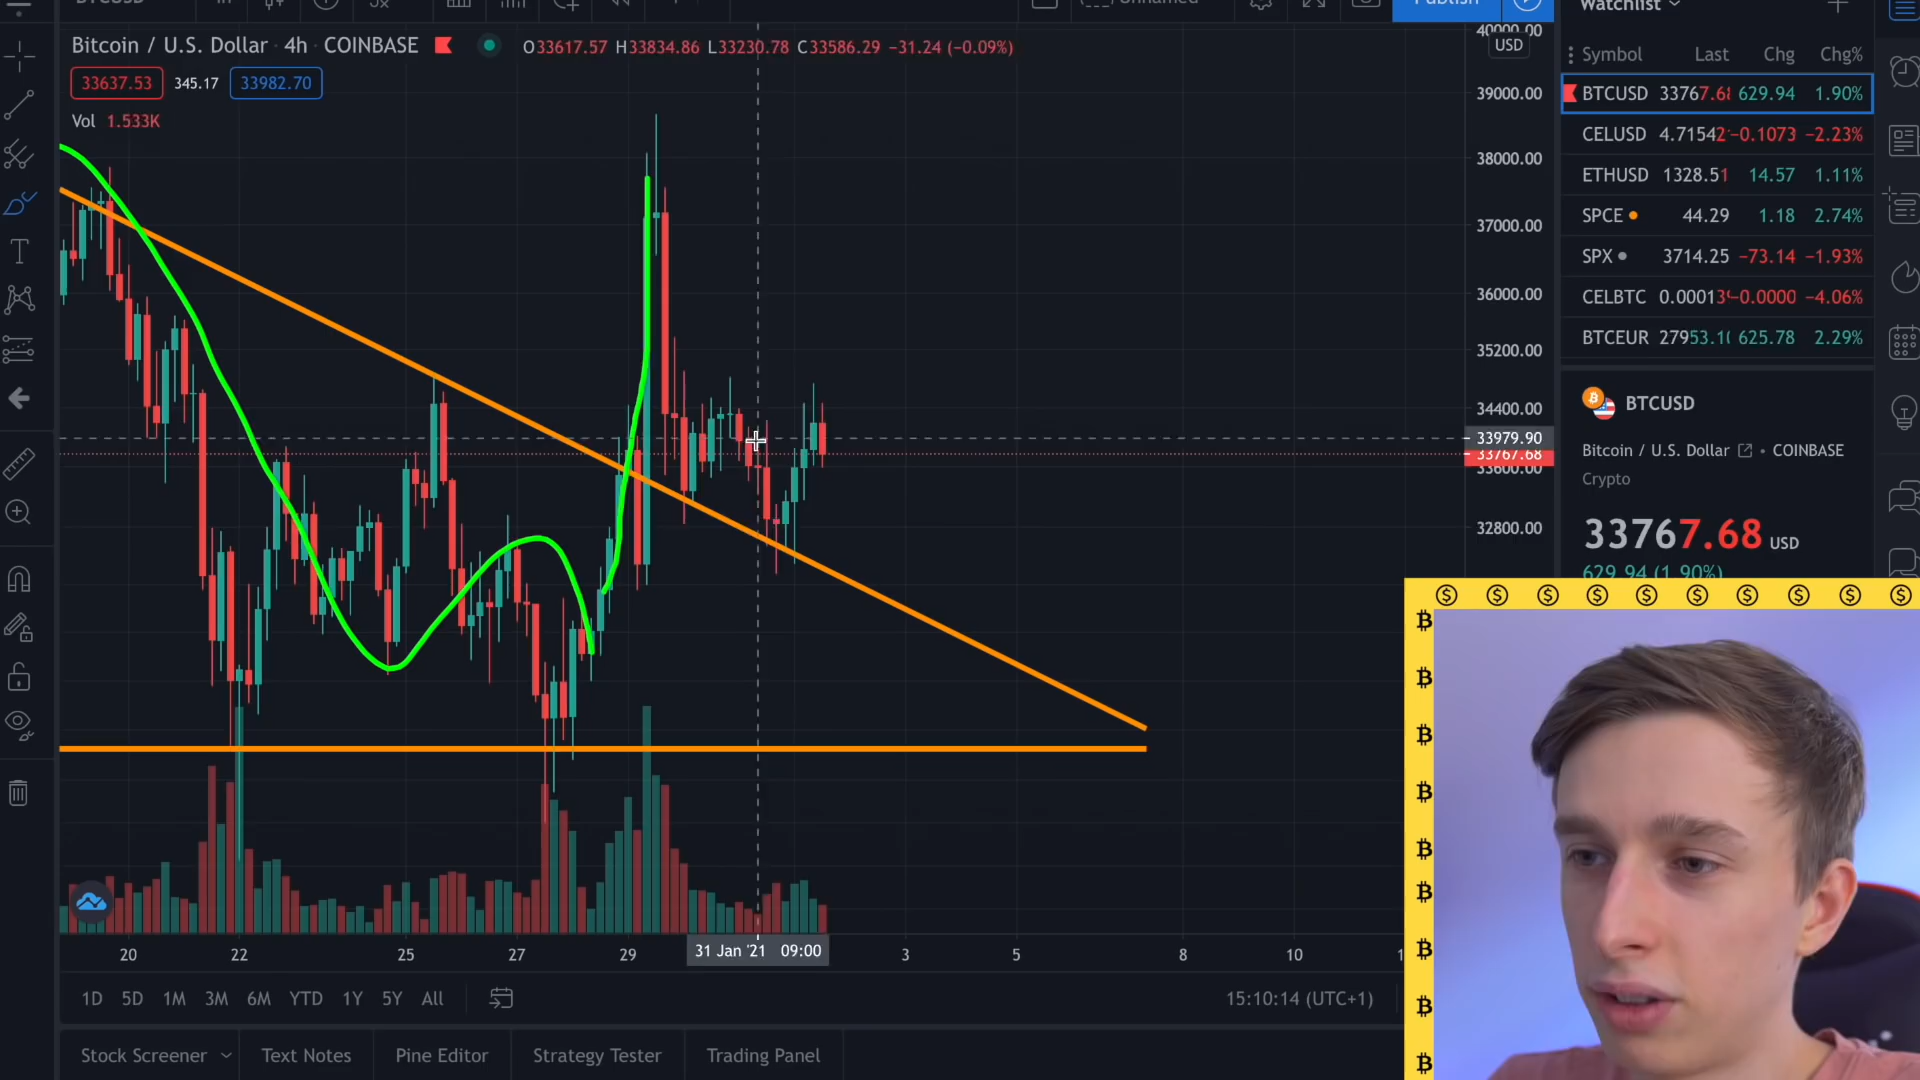 Unnamed
Publish
Watchlist
Bitcoin / U.S. Dollar · 4h · COINBASE
O33617.57 H33834.86 L33230.78 C33586.29 −31.24 (−0.09%)
33637.53 345.17 33982.70
Vol 1.533K
40000.00
USD
39000.00
38000.00
37000.00
36000.00
35200.00
34400.00
33979.90
33767.68
33600.00
32800.00
Symbol Last Chg Chg%
BTCUSD 33767.68 629.94 1.90%
CELUSD 4.71542 −0.1073 −2.23%
ETHUSD 1328.51 14.57 1.11%
SPCE 44.29 1.18 2.74%
SPX 3714.25 −73.14 −1.93%
CELBTC 0.00013 −0.0000 −4.06%
BTCEUR 27953.10 625.78 2.29%
BTCUSD
Bitcoin / U.S. Dollar • COINBASE
Crypto
33767.68 USD
629.94 (1.90%)
20 22 25 27 29 31 Jan '21 09:00 3 5 8 10
1D 5D 1M 3M 6M YTD 1Y 5Y All
15:10:14 (UTC+1)
Stock Screener Text Notes Pine Editor Strategy Tester Trading Panel